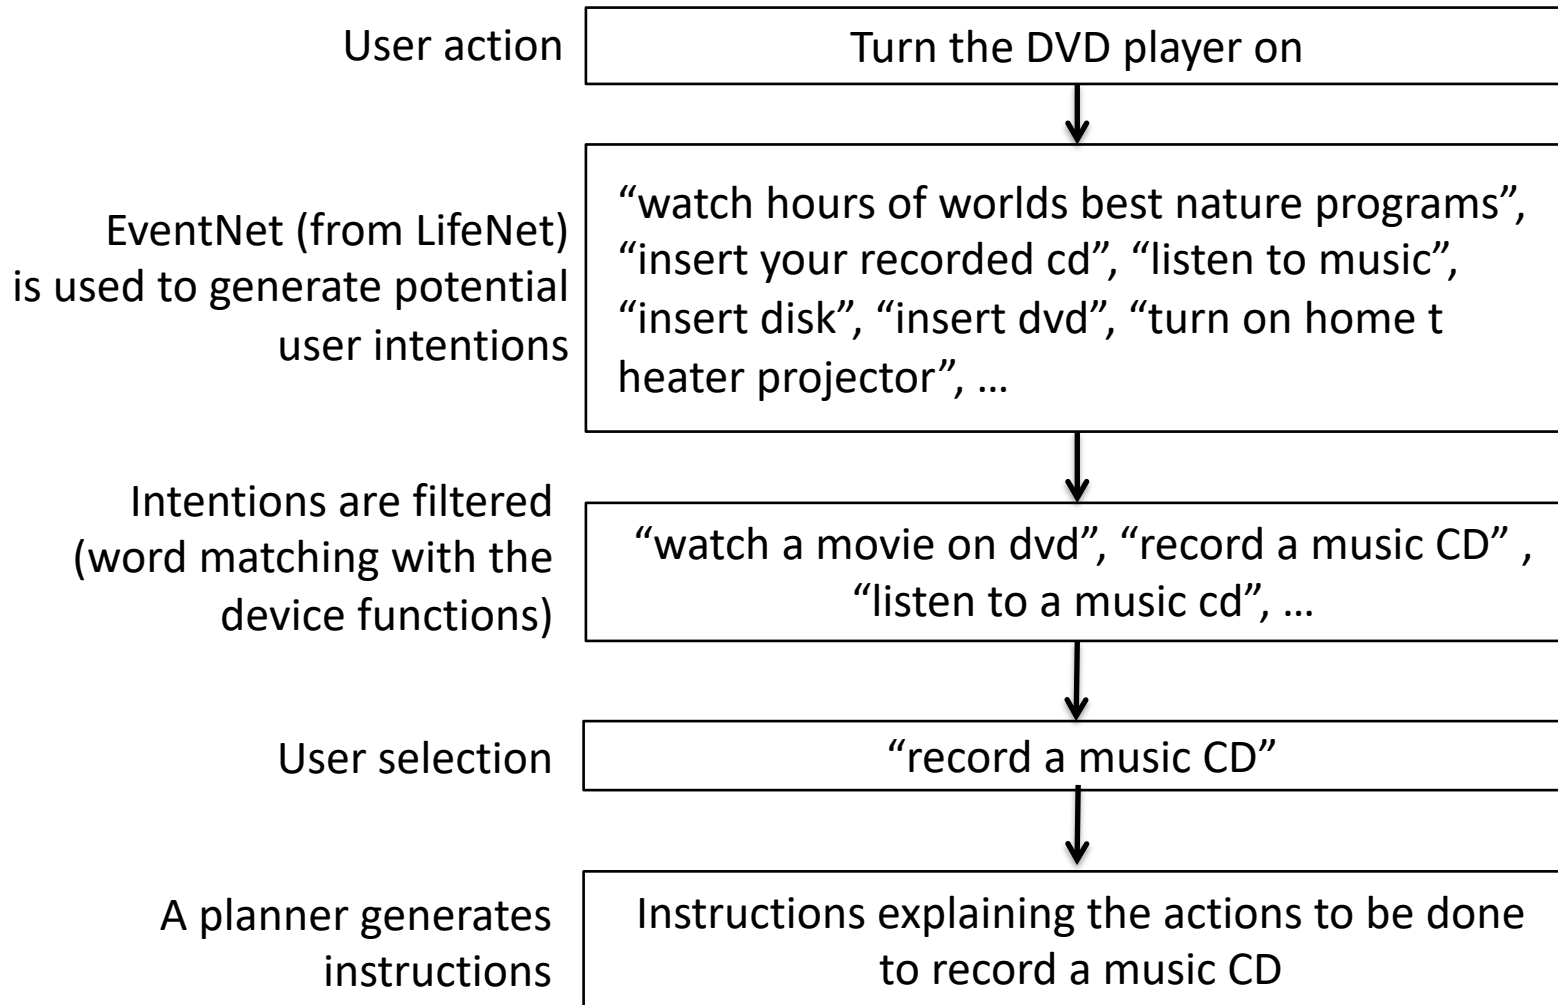 User action
Turn the DVD player on
EventNet (from LifeNet)
is used to generate potential
user intentions
“watch hours of worlds best nature programs”,
“insert your recorded cd”, “listen to music”,
“insert disk”, “insert dvd”, “turn on home t
heater projector”, …
Intentions are filtered
(word matching with the
device functions)
“watch a movie on dvd”, “record a music CD” ,
“listen to a music cd”, …
User selection
“record a music CD”
A planner generates
instructions
Instructions explaining the actions to be done
to record a music CD